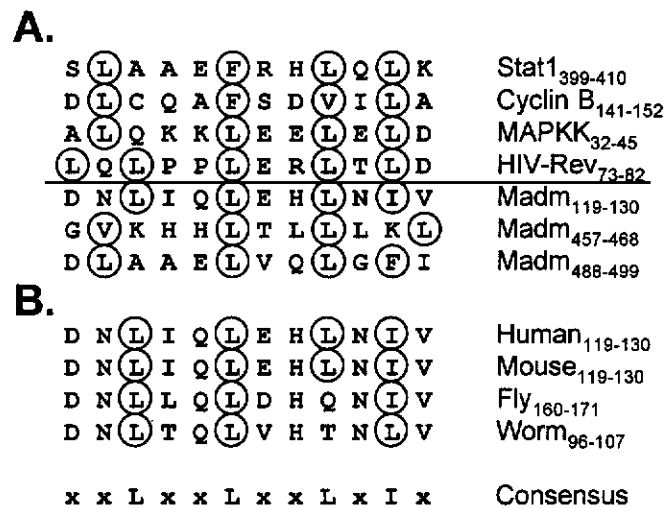 A.
S L A A E F R H L Q L K Stat1399-410
D L C Q A F S D V I L A Cyclin B141-152
A L Q K K L E E L E L D MAPKK32-45
L Q L P P L E R L T L D HIV-Rev73-82
D N L I Q L E H L N I V Madm119-130
G V K H H L T L L L K L Madm457-468
D L A A E L V Q L G F I Madm488-499
B.
D N L I Q L E H L N I V Human119-130
D N L I Q L E H L N I V Mouse119-130
D N L L Q L D H Q N I V Fly160-171
D N L T Q L V H T N L V Worm96-107
x x L x x L x x L x I x Consensus